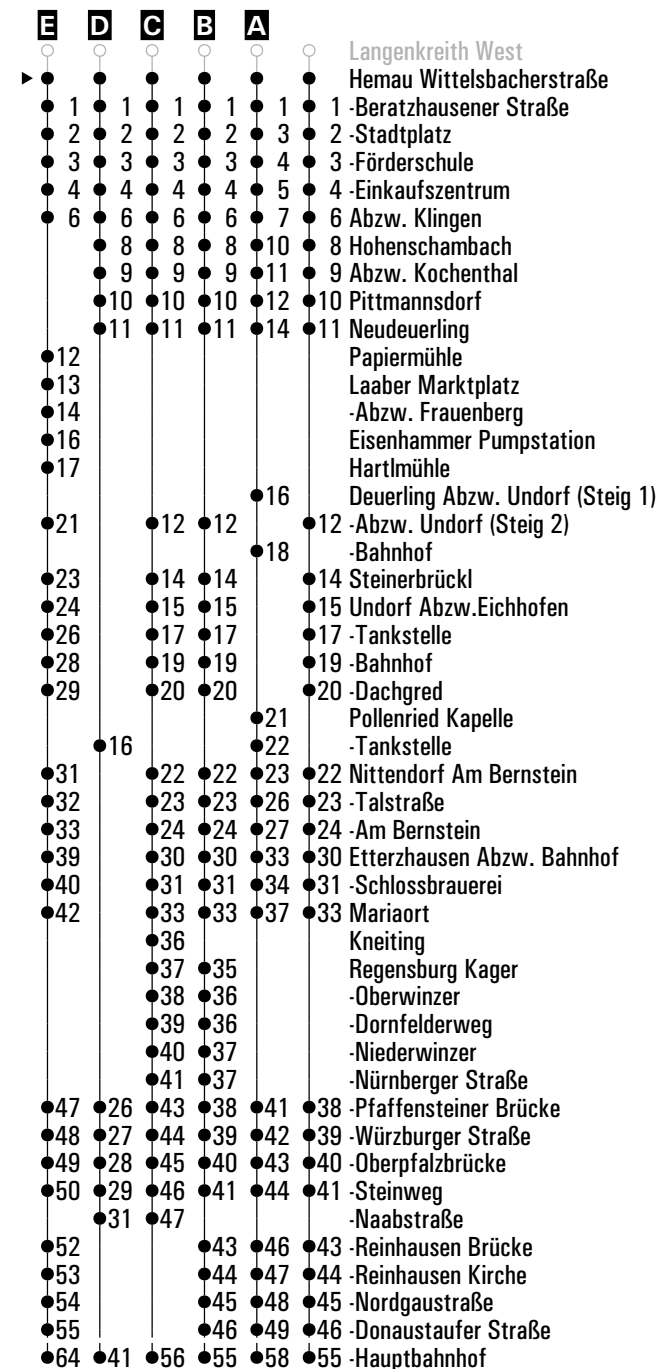 E D C B A
Langenkreith West
Hemau Wittelsbacherstraße
1 1 1 1 1 1 -Beratzhausener Straße
2 2 2 2 3 2 -Stadtplatz
3 3 3 3 4 3 -Förderschule
4 4 4 4 5 4 -Einkaufszentrum
6 6 6 6 7 6 Abzw. Klingen
8 8 8 10 8 Hohenschambach
9 9 9 11 9 Abzw. Kochenthal
10 10 10 12 10 Pittmannsdorf
11 11 11 14 11 Neudeuerling
12 Papiermühle
13 Laaber Marktplatz
14 -Abzw. Frauenberg
16 Eisenhammer Pumpstation
17 Hartlmühle
16 Deuerling Abzw. Undorf (Steig 1)
21 12 12 12 -Abzw. Undorf (Steig 2)
18 -Bahnhof
23 14 14 14 Steinerbrückl
24 15 15 15 Undorf Abzw.Eichhofen
26 17 17 17 -Tankstelle
28 19 19 19 -Bahnhof
29 20 20 20 -Dachgred
21 Pollenried Kapelle
16 22 -Tankstelle
31 22 22 23 22 Nittendorf Am Bernstein
32 23 23 26 23 -Talstraße
33 24 24 27 24 -Am Bernstein
39 30 30 33 30 Etterzhausen Abzw. Bahnhof
40 31 31 34 31 -Schlossbrauerei
42 33 33 37 33 Mariaort
36 Kneiting
37 35 Regensburg Kager
38 36 -Oberwinzer
39 36 -Dornfelderweg
40 37 -Niederwinzer
41 37 -Nürnberger Straße
47 26 43 38 41 38 -Pfaffensteiner Brücke
48 27 44 39 42 39 -Würzburger Straße
49 28 45 40 43 40 -Oberpfalzbrücke
50 29 46 41 44 41 -Steinweg
31 47 -Naabstraße
52 43 46 43 -Reinhausen Brücke
53 44 47 44 -Reinhausen Kirche
54 45 48 45 -Nordgaustraße
55 46 49 46 -Donaustaufer Straße
64 41 56 55 58 55 -Hauptbahnhof